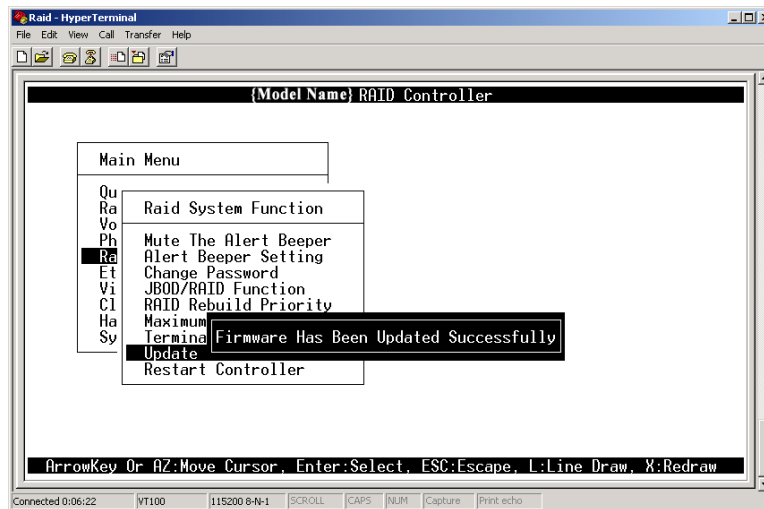 Raid - HyperTerminal
File Edit View Call Transfer Help
{Model Name} RAID Controller
Main Menu
Qu
Ra
Vo
Ph
Ra
Et
Vi
Cl
Ha
Sy
Raid System Function
Mute The Alert Beeper
Alert Beeper Setting
Change Password
JBOD/RAID Function
RAID Rebuild Priority
Maximum
Termina
Update
Restart Controller
Firmware Has Been Updated Successfully
ArrowKey Or AZ:Move Cursor, Enter:Select, ESC:Escape, L:Line Draw, X:Redraw
Connected 0:06:22 VT100 115200 8-N-1 SCROLL CAPS NUM Capture Print echo